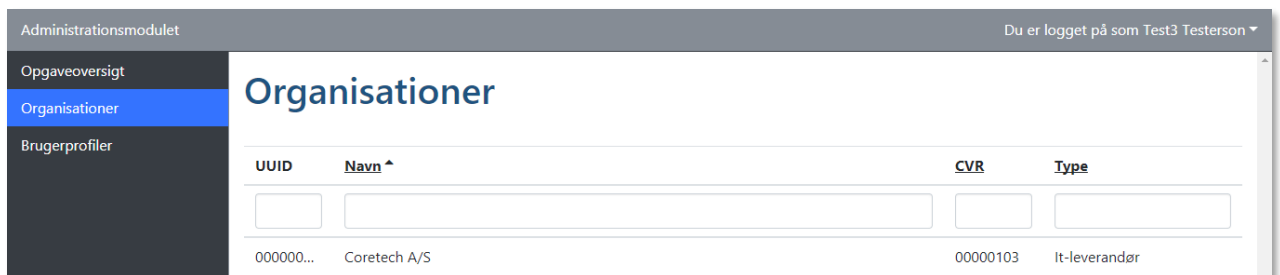 Administrationsmodulet Du er logget på som Test3 Testerson
Opgaveoversigt
Organisationer
Brugerprofiler
Organisationer
UUID Navn CVR Type
000000... Coretech A/S 00000103 It-leverandør